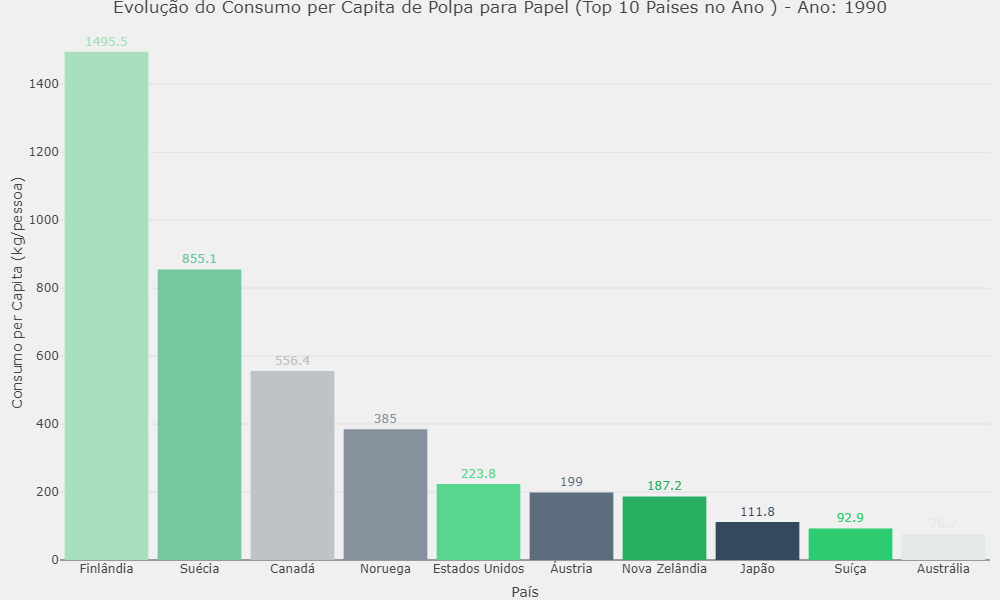 Evolução do Consumo per Capita de Polpa para Papel (Top 10 Países no Ano ) - Ano: 1990
Consumo per Capita (kg/pessoa)
1400
1200
1000
800
600
400
200
0
1495.5
855.1
556.4
385
223.8
199
187.2
111.8
92.9
76.7
Finlândia
Suécia
Canadá
Noruega
Estados Unidos
Áustria
Nova Zelândia
Japão
Suíça
Austrália
País